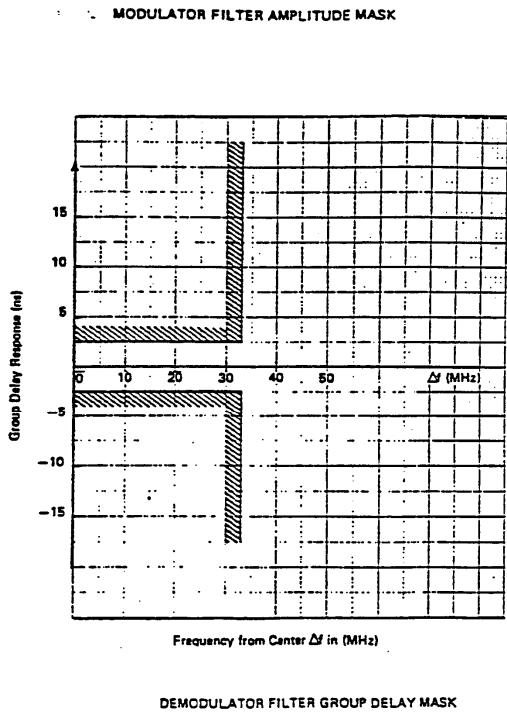 MODULATOR FILTER AMPLITUDE MASK
Group Delay Response (ns)
15
10
5
0 10 20 30 40 50 Δf (MHz)
−5
−10
−15
Frequency from Center Δf in (MHz)
DEMODULATOR FILTER GROUP DELAY MASK